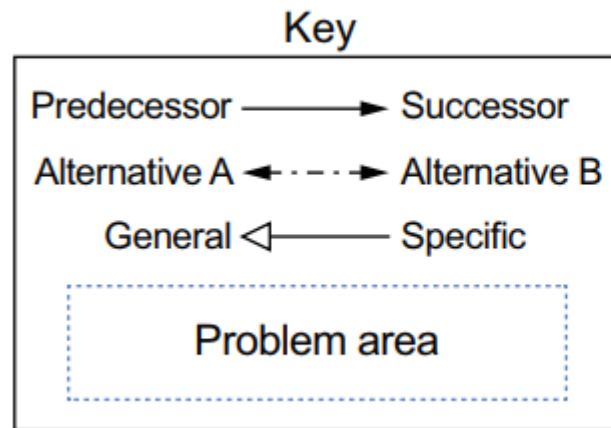 Key
Predecessor Successor
Alternative A Alternative B
General Specific
Problem area